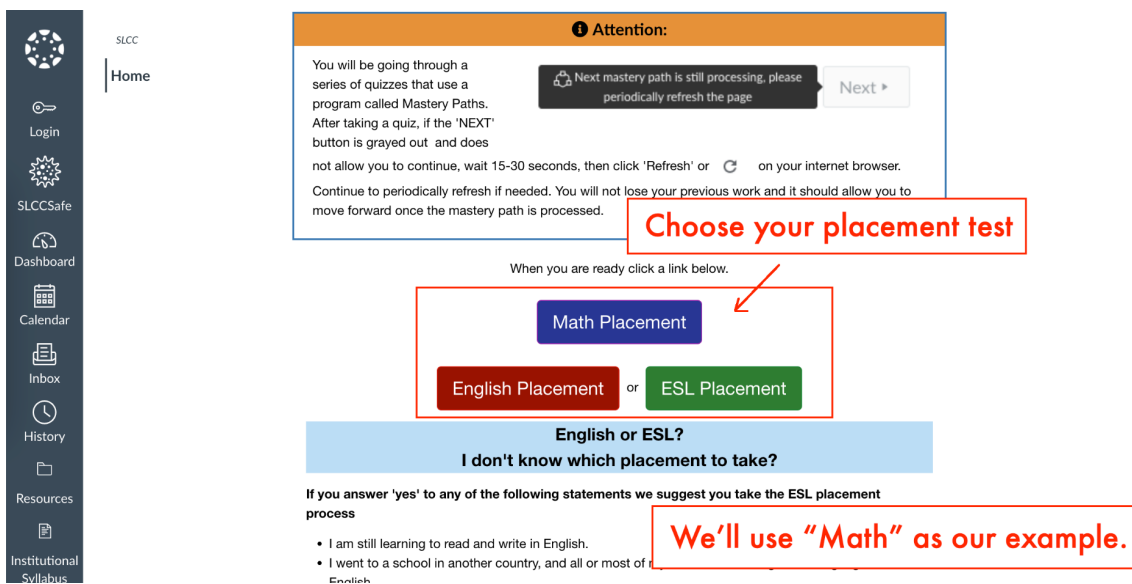 SLCC
Home
Login
SLCCSafe
Dashboard
Calendar
Inbox
History
Resources
Institutional
Syllabus
Attention:
You will be going through a
series of quizzes that use a
program called Mastery Paths.
After taking a quiz, if the 'NEXT'
button is grayed out and does
Next mastery path is still processing, please
periodically refresh the page
Next
not allow you to continue, wait 15-30 seconds, then click 'Refresh' or on your internet browser.
Continue to periodically refresh if needed. You will not lose your previous work and it should allow you to
move forward once the mastery path is processed.
Choose your placement test
When you are ready click a link below.
Math Placement
English Placement or ESL Placement
English or ESL?
I don't know which placement to take?
If you answer 'yes' to any of the following statements we suggest you take the ESL placement
process
We'll use “Math” as our example.
• I am still learning to read and write in English.
• I went to a school in another country, and all or most of
English